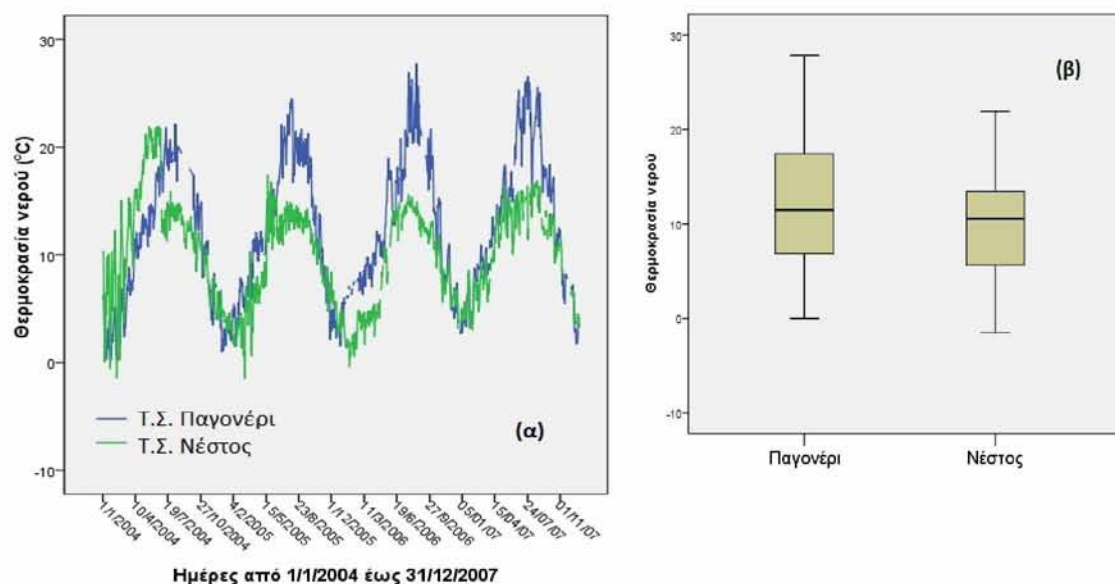 Θερμοκρασία νερού (°C)
30
20
10
0
-10
Τ.Σ. Παγονέρι
Τ.Σ. Νέστος
(α)
1/1/2004
10/4/2004
19/7/2004
27/10/2004
4/2/2005
15/5/2005
23/8/2005
1/12/2005
11/3/2006
19/6/2006
27/9/2006
05/01/07
15/04/07
24/07/07
01/11/07
Ημέρες από 1/1/2004 έως 31/12/2007
Θερμοκρασία νερού
30
20
10
0
-10
(β)
Παγονέρι
Νέστος